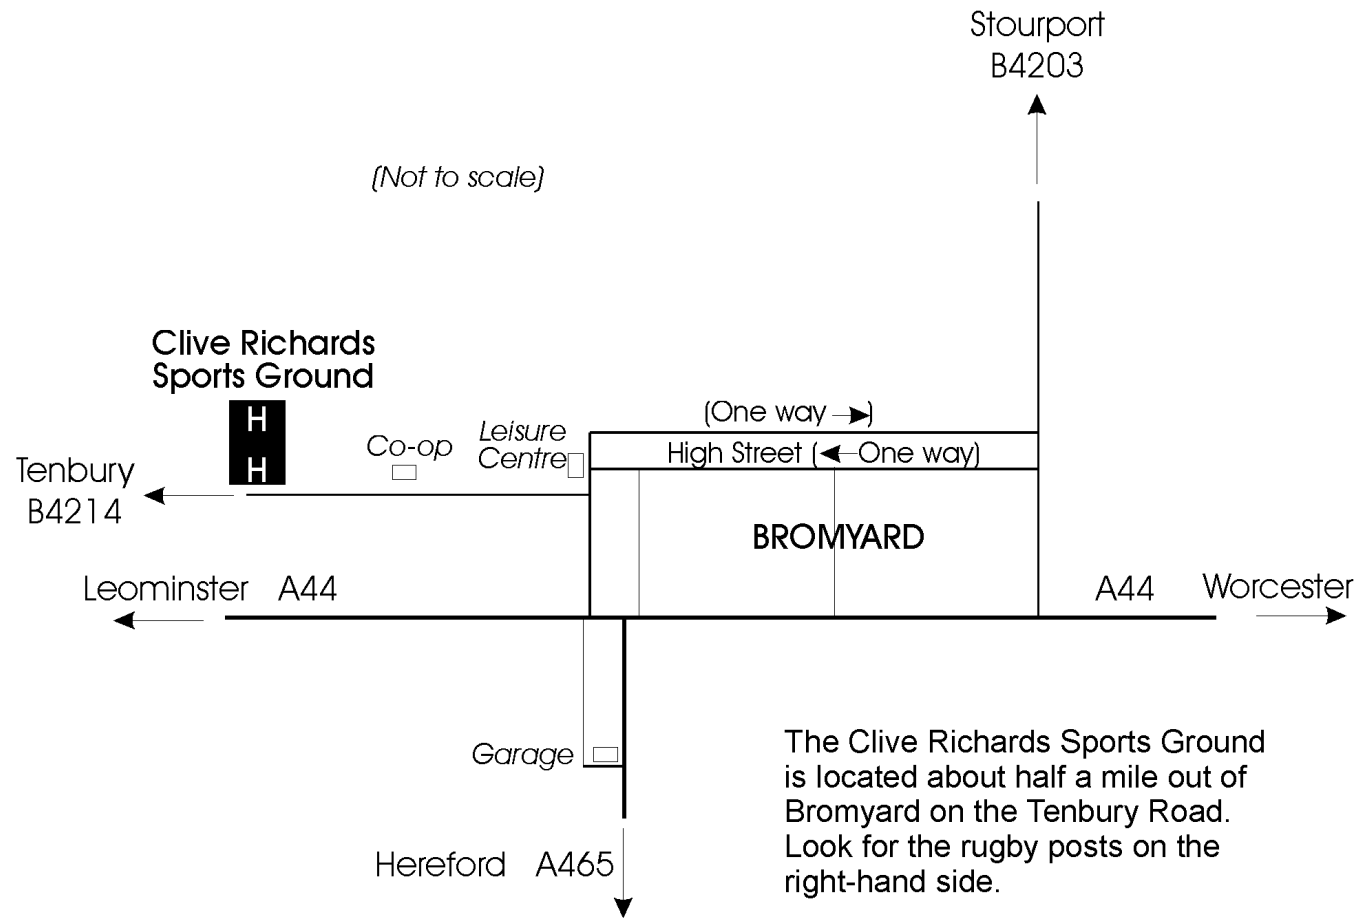 Stourport
B4203
(Not to scale)
Clive Richards
Sports Ground
H
H
(One way )
Leisure
Centre
Co-op
High Street ( One way)
Tenbury
B4214
BROMYARD
Leominster A44
A44 Worcester
Garage
Hereford A465
The Clive Richards Sports Ground
is located about half a mile out of
Bromyard on the Tenbury Road.
Look for the rugby posts on the
right-hand side.